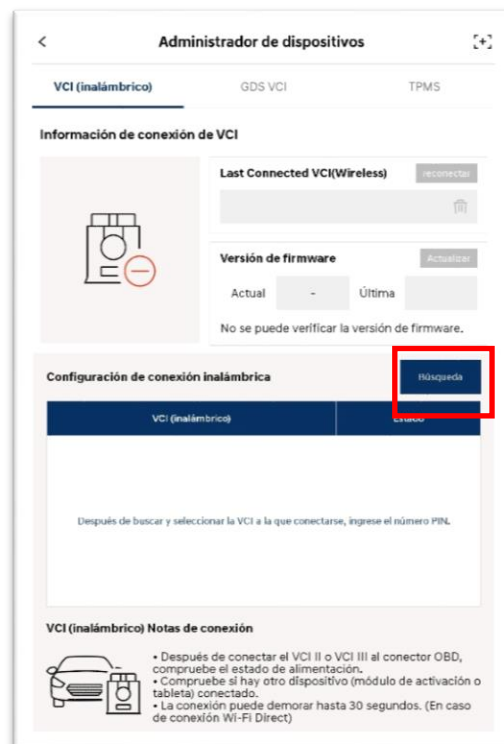 Administrador de dispositivos
VCI (inalámbrico)
GDS VCI
TPMS
Información de conexión de VCI
Last Connected VCI(Wireless)
reconectar
Versión de firmware
Actualizar
Actual
-
Última
No se puede verificar la versión de firmware.
Configuración de conexión inalámbrica
Búsqueda
VCI (inalámbrico)
Estado
Después de buscar y seleccionar la VCI a la que conectarse, ingrese el número PIN.
VCI (inalámbrico) Notas de conexión
• Después de conectar el VCI II o VCI III al conector OBD,
compruebe el estado de alimentación.
• Compruebe si hay otro dispositivo (módulo de activación o
tableta) conectado.
• La conexión puede demorar hasta 30 segundos. (En caso
de conexión Wi-Fi Direct)